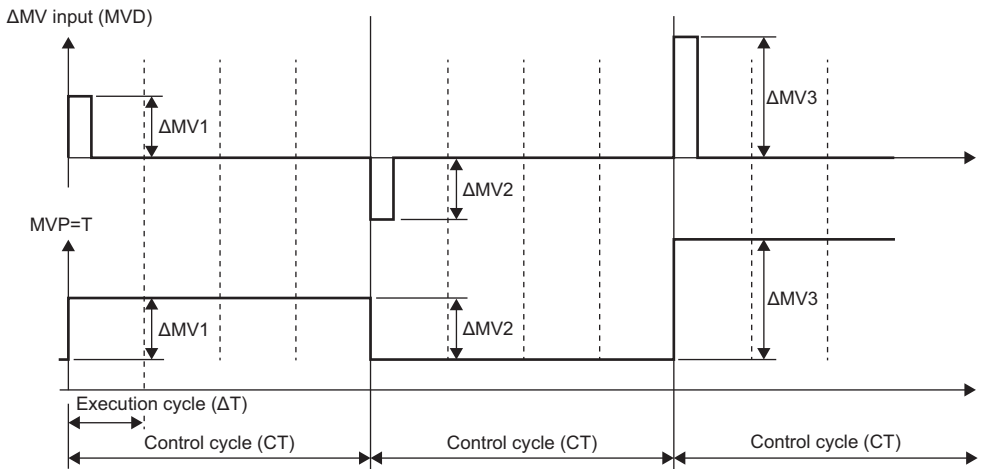 ΔMV input (MVD)
ΔMV1
ΔMV2
ΔMV3
MVP=T
ΔMV1
ΔMV2
ΔMV3
Execution cycle (ΔT)
Control cycle (CT)
Control cycle (CT)
Control cycle (CT)